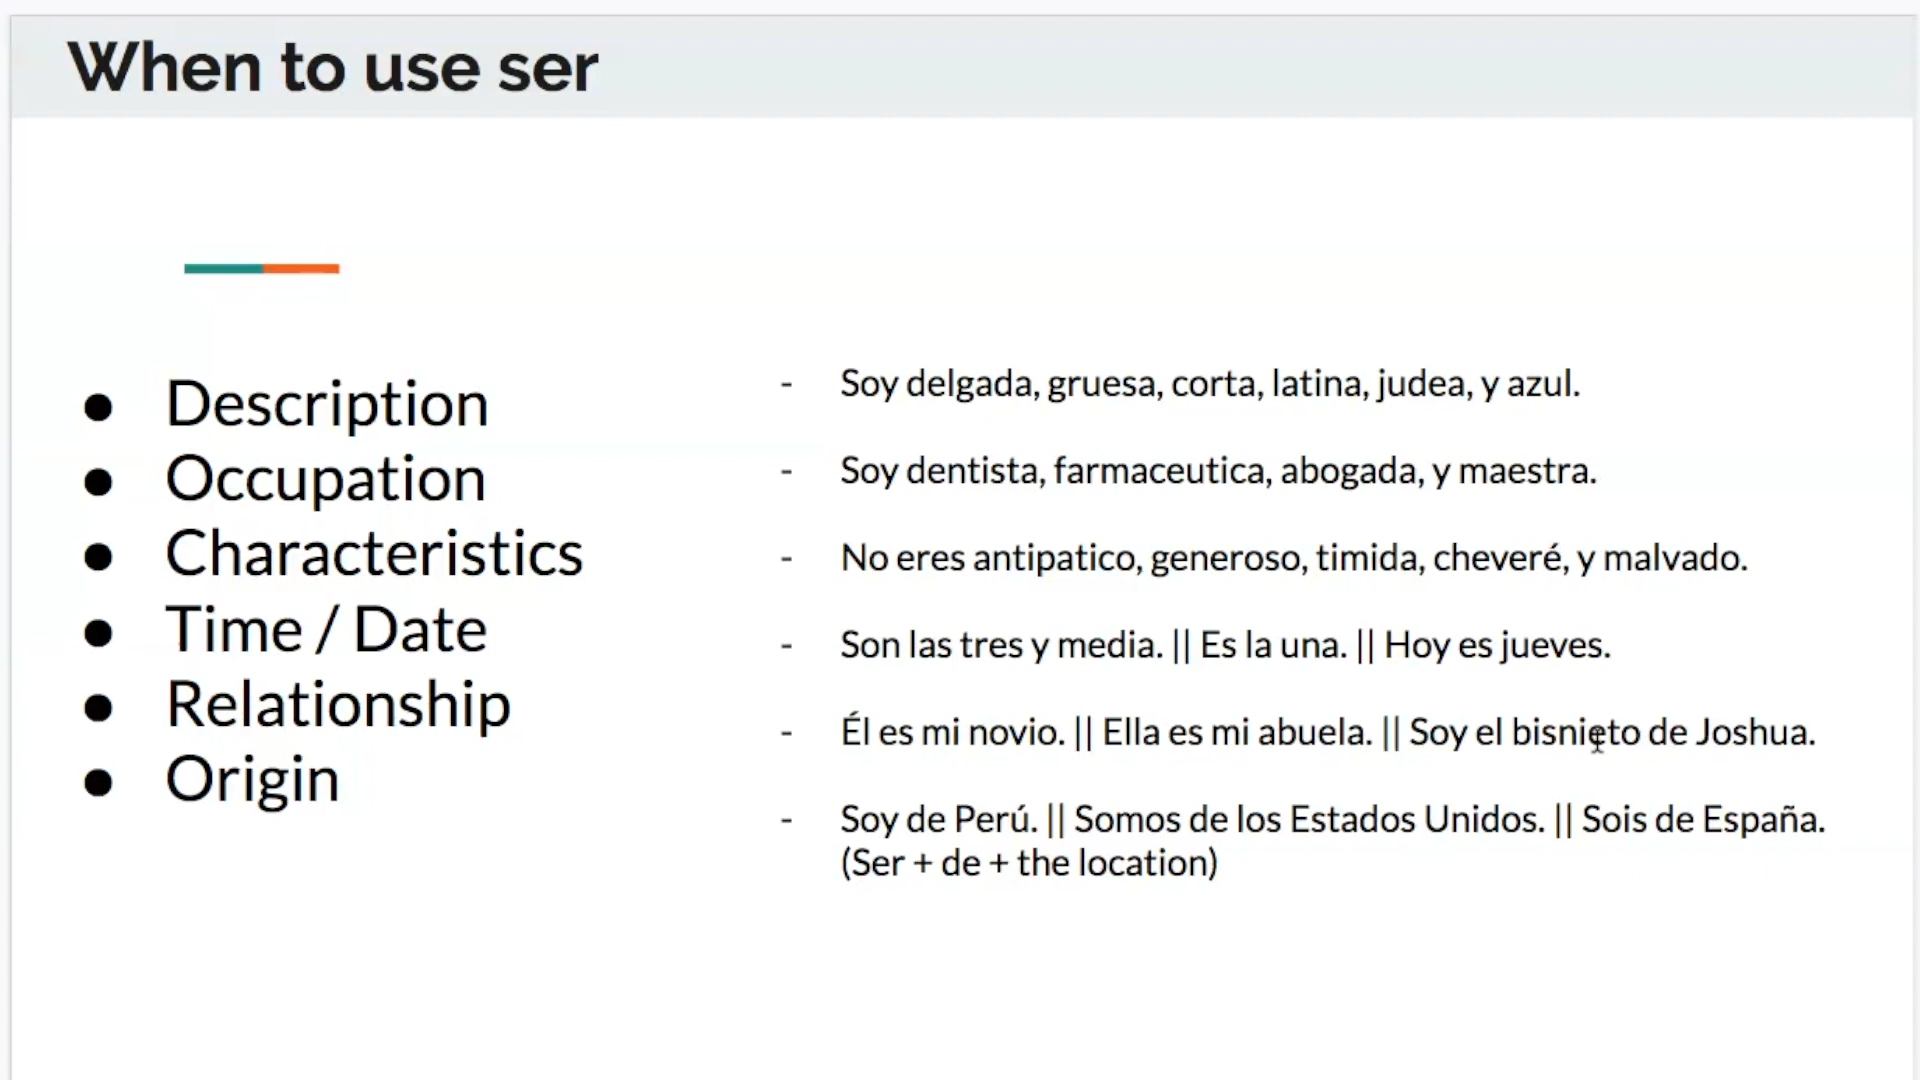 When to use ser
● Description
● Occupation
● Characteristics
● Time / Date
● Relationship
● Origin
- Soy delgada, gruesa, corta, latina, judea, y azul.
- Soy dentista, farmaceutica, abogada, y maestra.
- No eres antipatico, generoso, timida, cheveré, y malvado.
- Son las tres y media. || Es la una. || Hoy es jueves.
- Él es mi novio. || Ella es mi abuela. || Soy el bisnieto de Joshua.
- Soy de Perú. || Somos de los Estados Unidos. || Sois de España.
(Ser + de + the location)